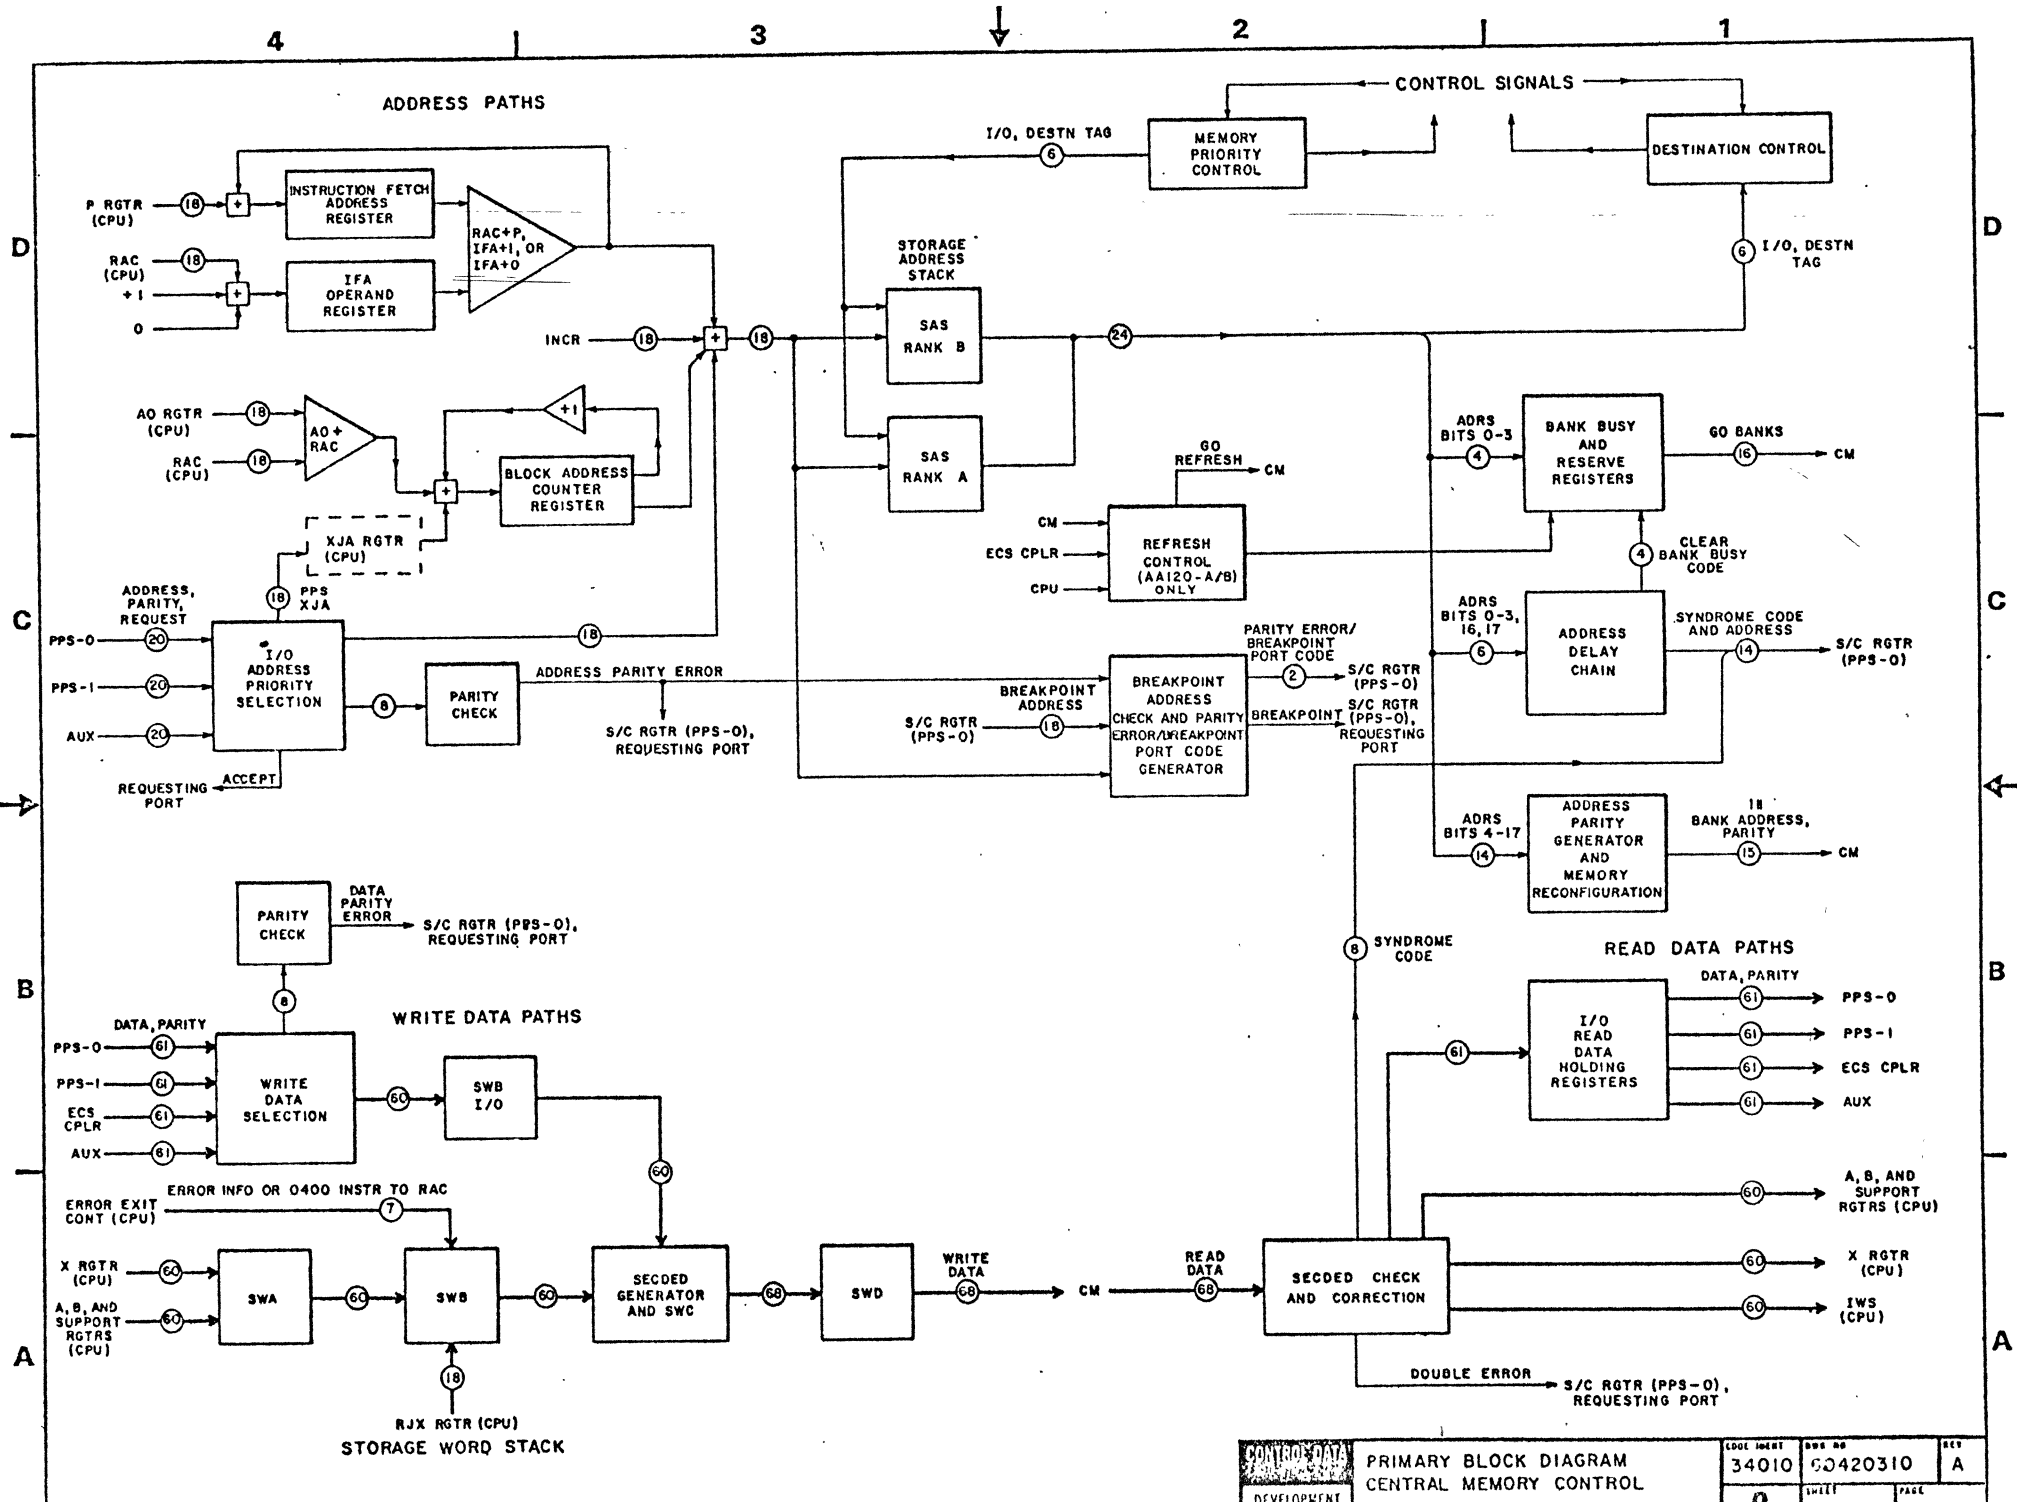 4
3
2
1
ADDRESS PATHS
CONTROL SIGNALS
D
P RGTR
(CPU)
18
+
INSTRUCTION FETCH
ADDRESS
REGISTER
RAC
(CPU)
18
+1
0
+
IFA
OPERAND
REGISTER
RAC+P,
IFA+1, OR
IFA+0
INCR
18
+
18
I/O, DESTN TAG
6
MEMORY
PRIORITY
CONTROL
DESTINATION CONTROL
STORAGE
ADDRESS
STACK
SAS
RANK B
24
6
I/O, DESTN
TAG
D
AO RGTR
(CPU)
18
RAC
(CPU)
18
AO +
RAC
+1
+
BLOCK ADDRESS
COUNTER
REGISTER
SAS
RANK A
XJA RGTR
(CPU)
18
PPS
XJA
GO
REFRESH
CM
CM
ECS CPLR
CPU
REFRESH
CONTROL
(AA120-A/B)
ONLY
ADRS
BITS 0-3
4
BANK BUSY
AND
RESERVE
REGISTERS
GO BANKS
16
CM
4
CLEAR
BANK BUSY
CODE
C
ADDRESS,
PARITY,
REQUEST
PPS-0
20
PPS-1
20
AUX
20
I/O
ADDRESS
PRIORITY
SELECTION
18
8
PARITY
CHECK
ADDRESS PARITY ERROR
S/C RGTR (PPS-0),
REQUESTING PORT
ACCEPT
REQUESTING
PORT
BREAKPOINT
ADDRESS
S/C RGTR
(PPS-0)
18
BREAKPOINT
ADDRESS
CHECK AND PARITY
ERROR/BREAKPOINT
PORT CODE
GENERATOR
PARITY ERROR/
BREAKPOINT
PORT CODE
2
S/C RGTR
(PPS-0)
BREAKPOINT
S/C RGTR
(PPS-0),
REQUESTING
PORT
ADRS
BITS 0-3,
16, 17
6
ADDRESS
DELAY
CHAIN
SYNDROME CODE
AND ADDRESS
14
S/C RGTR
(PPS-0)
C
ADRS
BITS 4-17
14
ADDRESS
PARITY
GENERATOR
AND
MEMORY
RECONFIGURATION
BANK ADDRESS,
PARITY
15
CM
B
PARITY
CHECK
DATA
PARITY
ERROR
S/C RGTR (PPS-0),
REQUESTING PORT
8
WRITE DATA PATHS
DATA, PARITY
PPS-0
61
PPS-1
61
ECS
CPLR
61
AUX
61
WRITE
DATA
SELECTION
60
SWB
I/O
60
8
SYNDROME
CODE
READ DATA PATHS
61
I/O
READ
DATA
HOLDING
REGISTERS
DATA, PARITY
61
PPS-0
61
PPS-1
61
ECS CPLR
61
AUX
B
A
ERROR INFO OR 0400 INSTR TO RAC
ERROR EXIT
CONT (CPU)
7
X RGTR
(CPU)
60
A, B, AND
SUPPORT
RGTRS
(CPU)
60
SWA
60
SWB
60
SECDED
GENERATOR
AND SWC
68
SWD
WRITE
DATA
68
CM
READ
DATA
68
SECDED CHECK
AND CORRECTION
60
A, B, AND
SUPPORT
RGTRS (CPU)
60
X RGTR
(CPU)
60
IWS
(CPU)
DOUBLE ERROR
S/C RGTR (PPS-0),
REQUESTING PORT
A
18
RJX RGTR (CPU)
STORAGE WORD STACK
CONTROL DATA
DEVELOPMENT
PRIMARY BLOCK DIAGRAM
CENTRAL MEMORY CONTROL
CODE IDENT
34010
DWG NO
60420310
REV
A
SHEET
PAGE